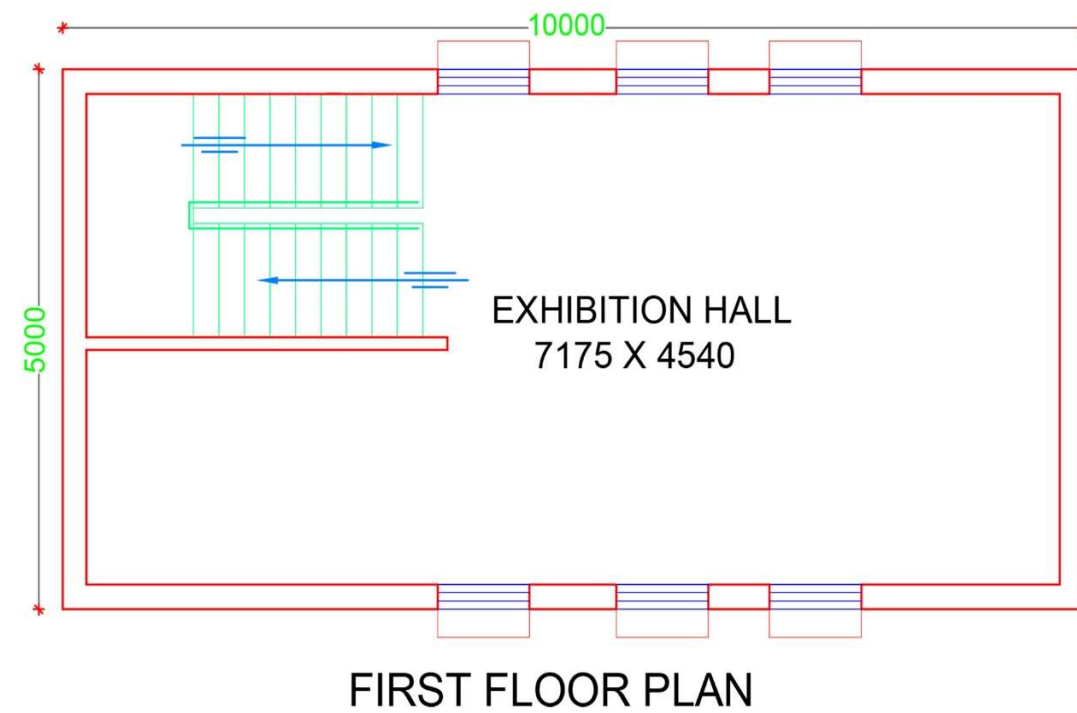 10000
5000
EXHIBITION HALL
7175 X 4540
FIRST FLOOR PLAN